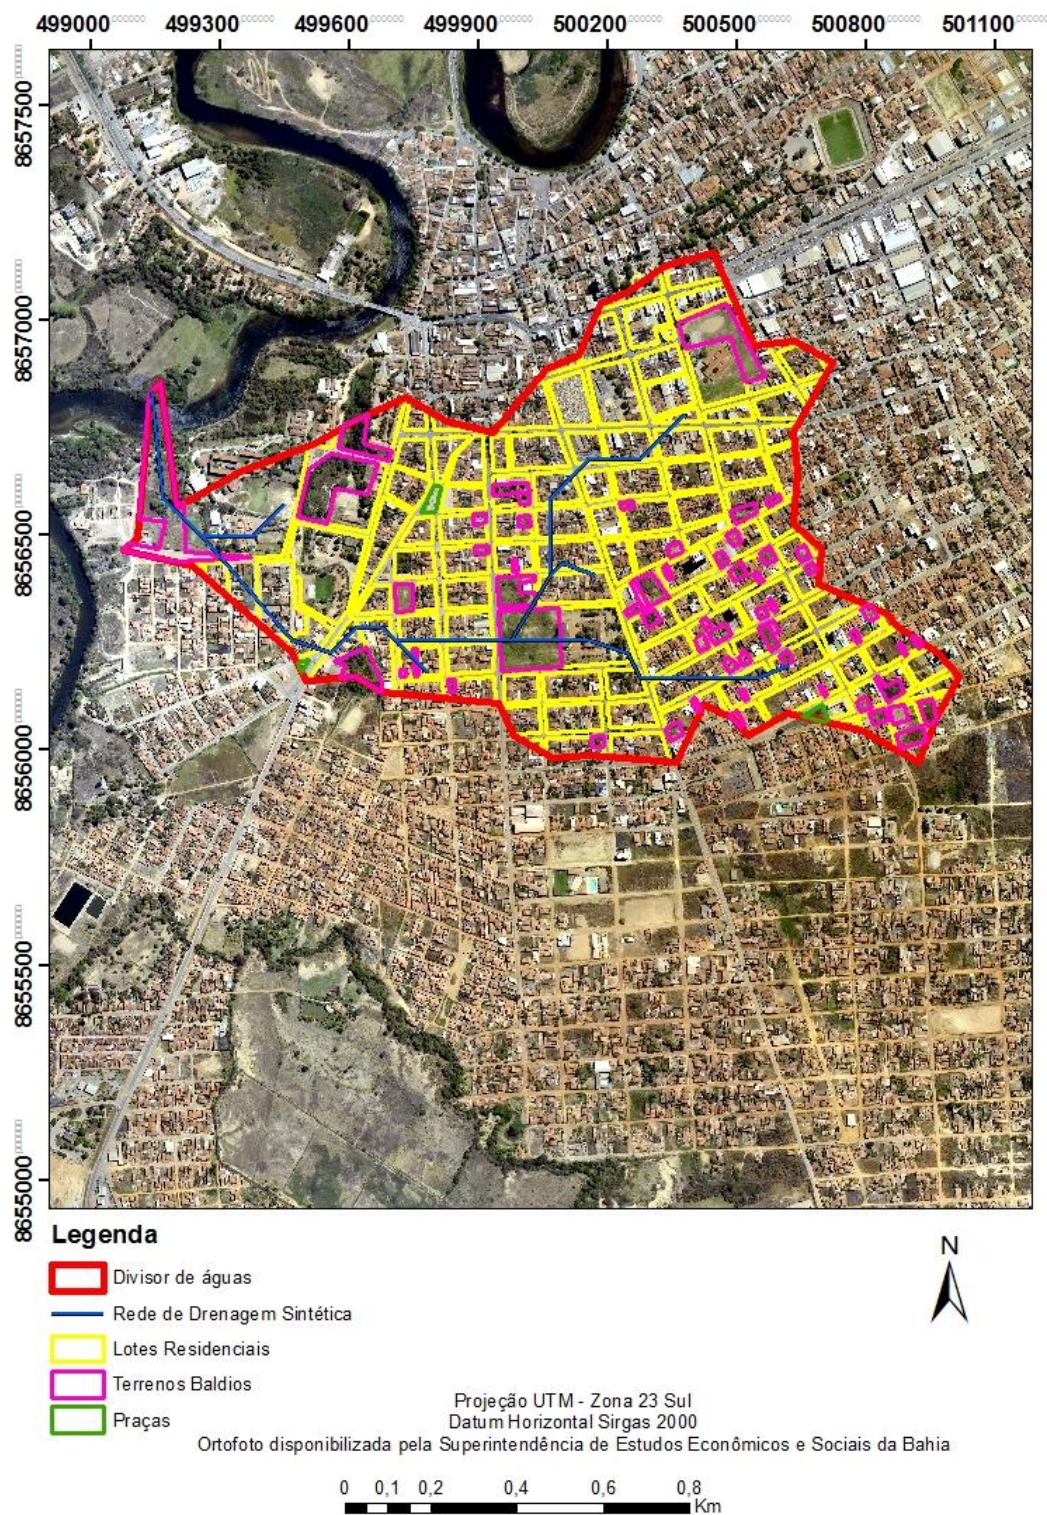 499000 499300 499600 499900 500200 500500 500800 501100
8657500
8657000
8656500
8656000
8655500
8655000
Legenda
Divisor de águas
Rede de Drenagem Sintética
Lotes Residenciais
Terrenos Baldios
Praças
N
Projeção UTM - Zona 23 Sul
Datum Horizontal Sirgas 2000
Ortofoto disponibilizada pela Superintendência de Estudos Econômicos e Sociais da Bahia
0 0,1 0,2 0,4 0,6 0,8
Km